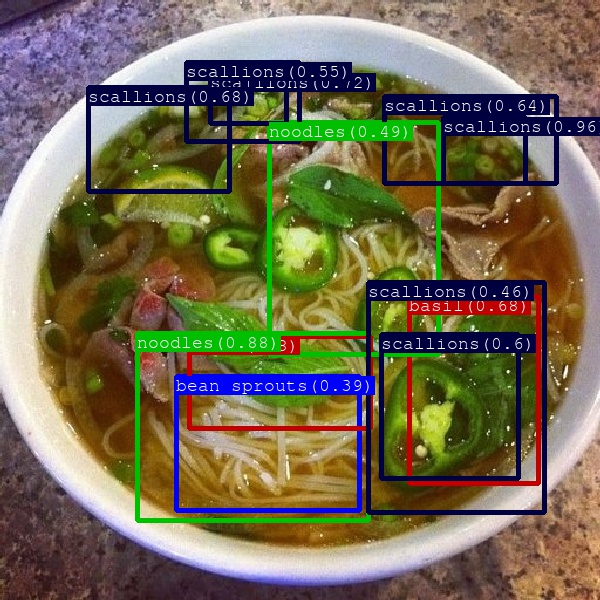 scallions(0.55)
scallions(0.72)
scallions(0.68)
scallions(0.64)
scallions(0.96
noodles(0.49)
scallions(0.46)
basil(0.68)
noodles(0.88)
3)
scallions(0.6)
bean sprouts(0.39)